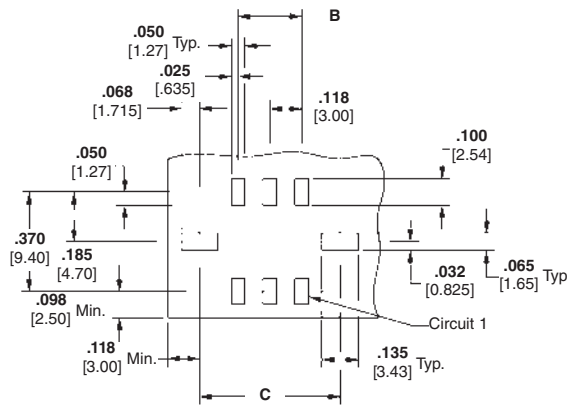 B
.050
[1.27] Typ.
.025
[.635]
.068
[1.715]
.118
[3.00]
.100
[2.54]
.050
[1.27]
.370
[9.40]
.185
[4.70]
.032
[0.825]
.065
[1.65] Typ
.098
[2.50] Min.
Circuit 1
.118
[3.00] Min.
.135
[3.43] Typ.
C